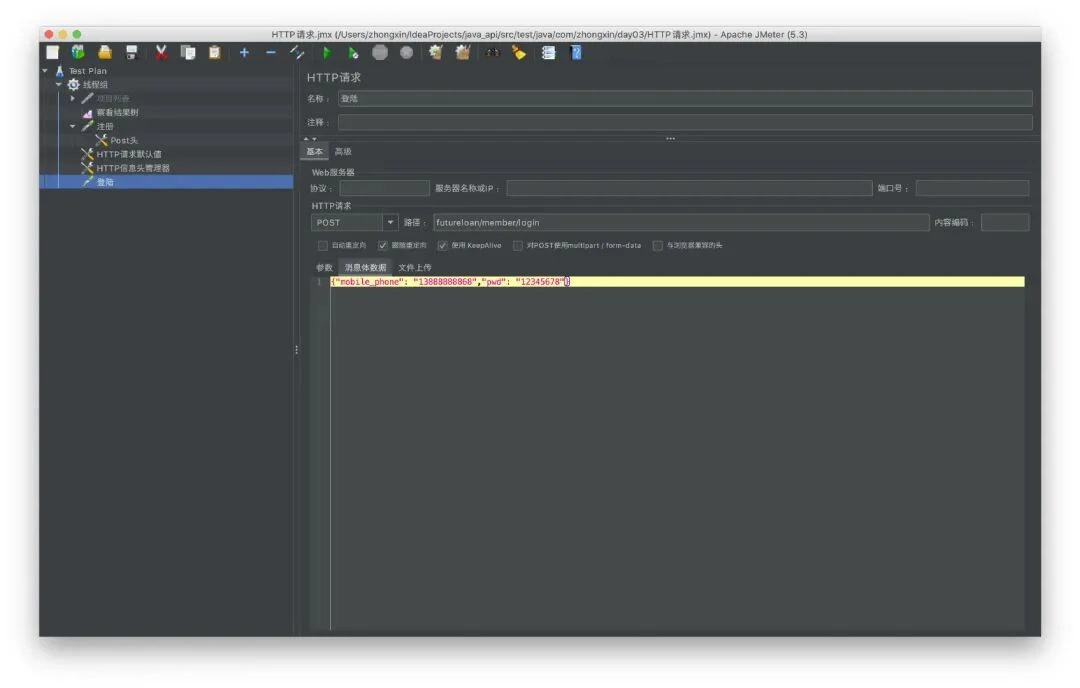 HTTP请求.jmx (/Users/zhongxin/IdeaProjects/java_api/src/test/java/com/zhongxin/day03/HTTP请求.jmx) - Apache JMeter (5.3)
Test Plan
线程组
项目列表
察看结果树
注册
Post头
HTTP请求默认值
HTTP信息头管理器
登陆
HTTP请求
名称： 登陆
注释：
基本 高级
Web服务器
协议： 服务器名称或IP： 端口号：
HTTP请求
POST 路径： futureloan/member/login 内容编码：
自动重定向 跟随重定向 使用 KeepAlive 对POST使用multipart / form-data 与浏览器兼容的头
参数 消息体数据 文件上传
1 {"mobile_phone": "13888888868","pwd": "12345678"}